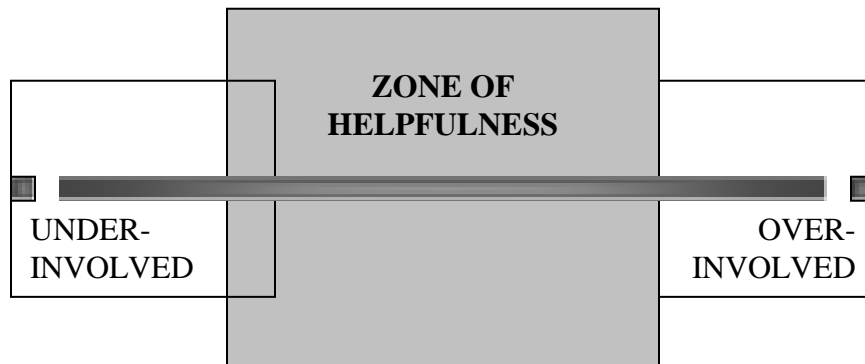 ZONE OF
HELPFULNESS
UNDER-
INVOLVED
OVER-
INVOLVED